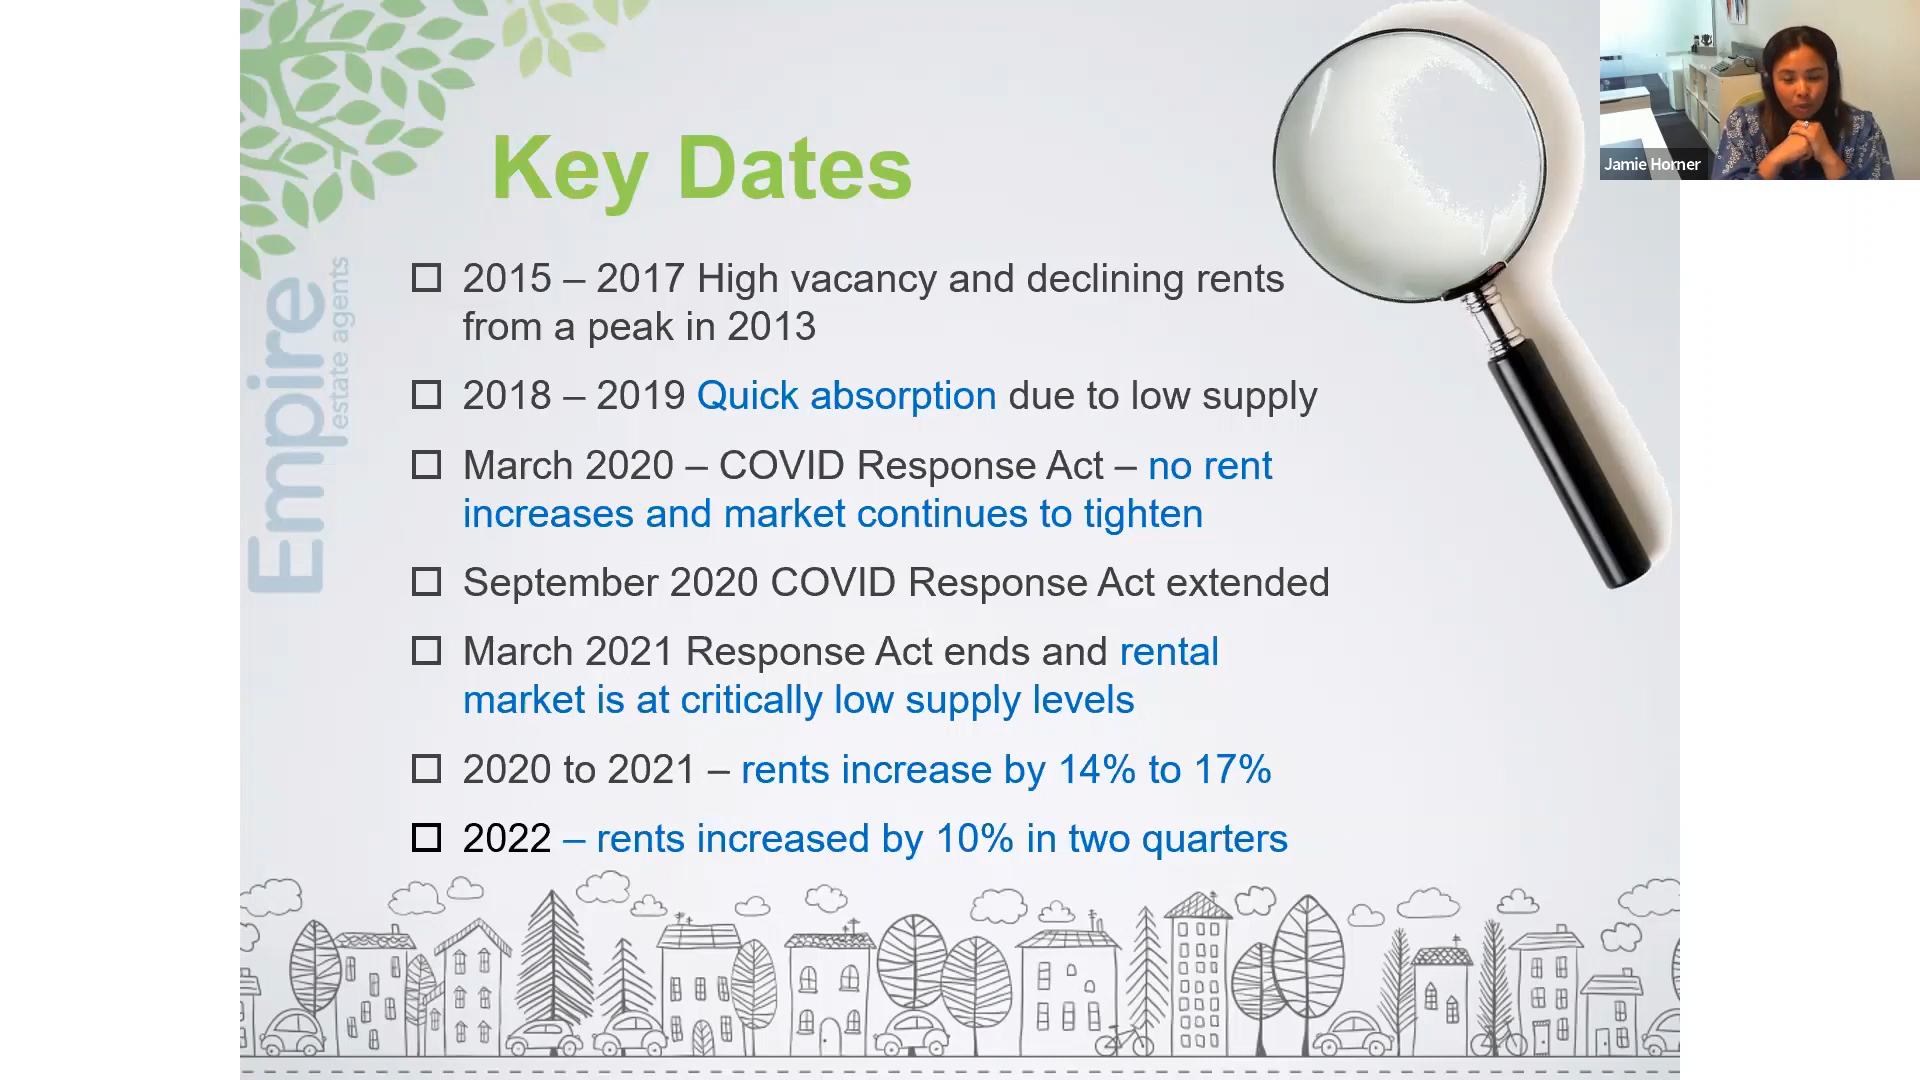 Key Dates
2015 – 2017 High vacancy and declining rents
from a peak in 2013
2018 – 2019 Quick absorption due to low supply
March 2020 – COVID Response Act – no rent
increases and market continues to tighten
September 2020 COVID Response Act extended
March 2021 Response Act ends and rental
market is at critically low supply levels
2020 to 2021 – rents increase by 14% to 17%
2022 – rents increased by 10% in two quarters
Empire
estate agents
Jamie Horner